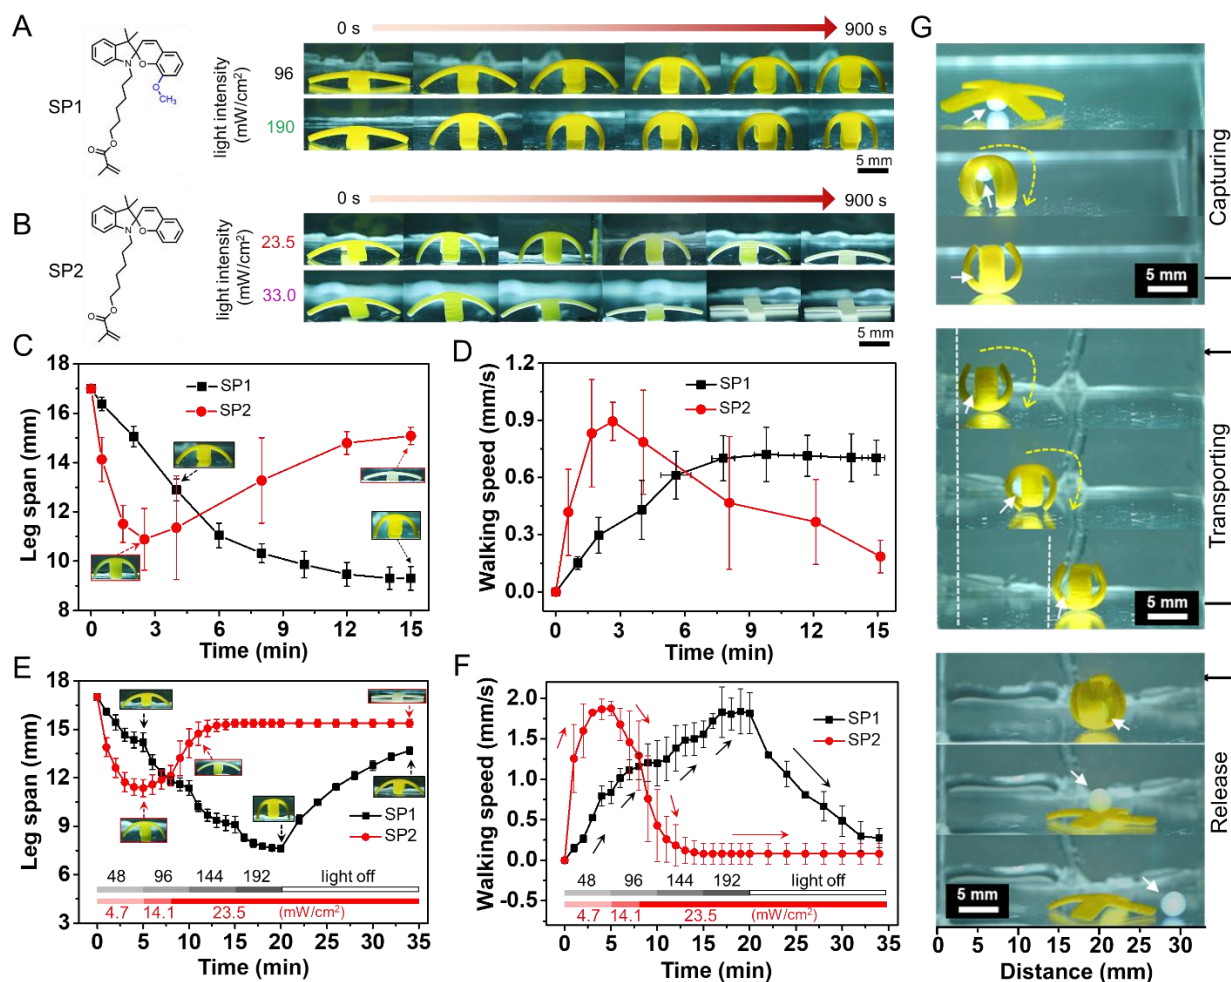 A
SP1
N
O
O
CH3
O
O
light intensity
(mW/cm2)
0 s
900 s
96
190
5 mm
B
SP2
N
O
O
O
light intensity
(mW/cm2)
0 s
900 s
23.5
33.0
5 mm
C
Leg span (mm)
17
16
14
12
10
8
SP1
SP2
0 3 6 9 12 15
Time (min)
D
Walking speed (mm/s)
1.2
0.9
0.6
0.3
0.0
SP1
SP2
0 3 6 9 12 15
Time (min)
E
Leg span (mm)
18
15
12
9
6
3
SP1
SP2
48 96 144 192 light off
4.7 14.1 23.5 (mW/cm2)
0 5 10 15 20 25 30 35
Time (min)
F
Walking speed (mm/s)
2.0
1.5
1.0
0.5
0.0
-0.5
SP1
SP2
48 96 144 192 light off
4.7 14.1 23.5 (mW/cm2)
0 5 10 15 20 25 30 35
Time (min)
G
Capturing
5 mm
Transporting
5 mm
Release
5 mm
0 5 10 15 20 25 30
Distance (mm)